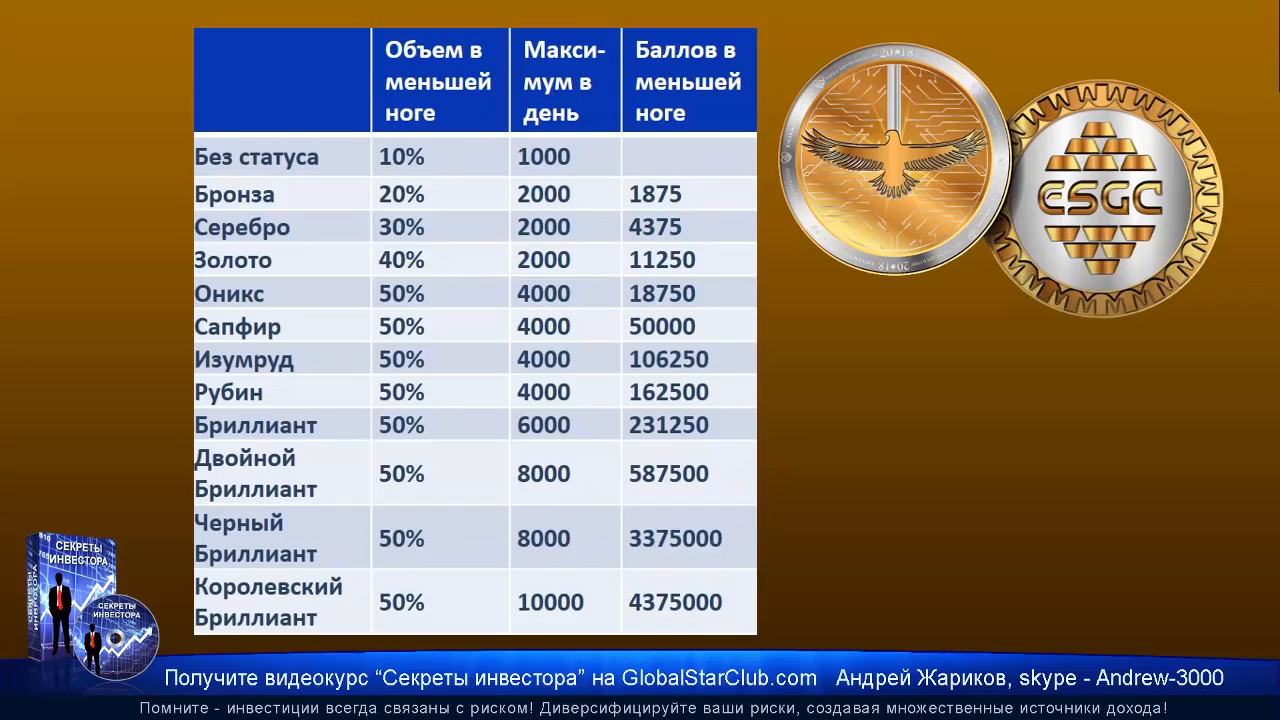 Объем в меньшей ноге
Макси-мум в день
Баллов в меньшей ноге
Без статуса 10% 1000
Бронза 20% 2000 1875
Серебро 30% 2000 4375
Золото 40% 2000 11250
Оникс 50% 4000 18750
Сапфир 50% 4000 50000
Изумруд 50% 4000 106250
Рубин 50% 4000 162500
Бриллиант 50% 6000 231250
Двойной Бриллиант 50% 8000 587500
Черный Бриллиант 50% 8000 3375000
Королевский Бриллиант 50% 10000 4375000
20★18
20★18
ESGC
СЕКРЕТЫ
ИНВЕСТОРА
СЕКРЕТЫ
ИНВЕСТОРА
Получите видеокурс “Секреты инвестора” на GlobalStarClub.com Андрей Жариков, skype - Andrew-3000
Помните - инвестиции всегда связаны с риском! Диверсифицируйте ваши риски, создавая множественные источники дохода!